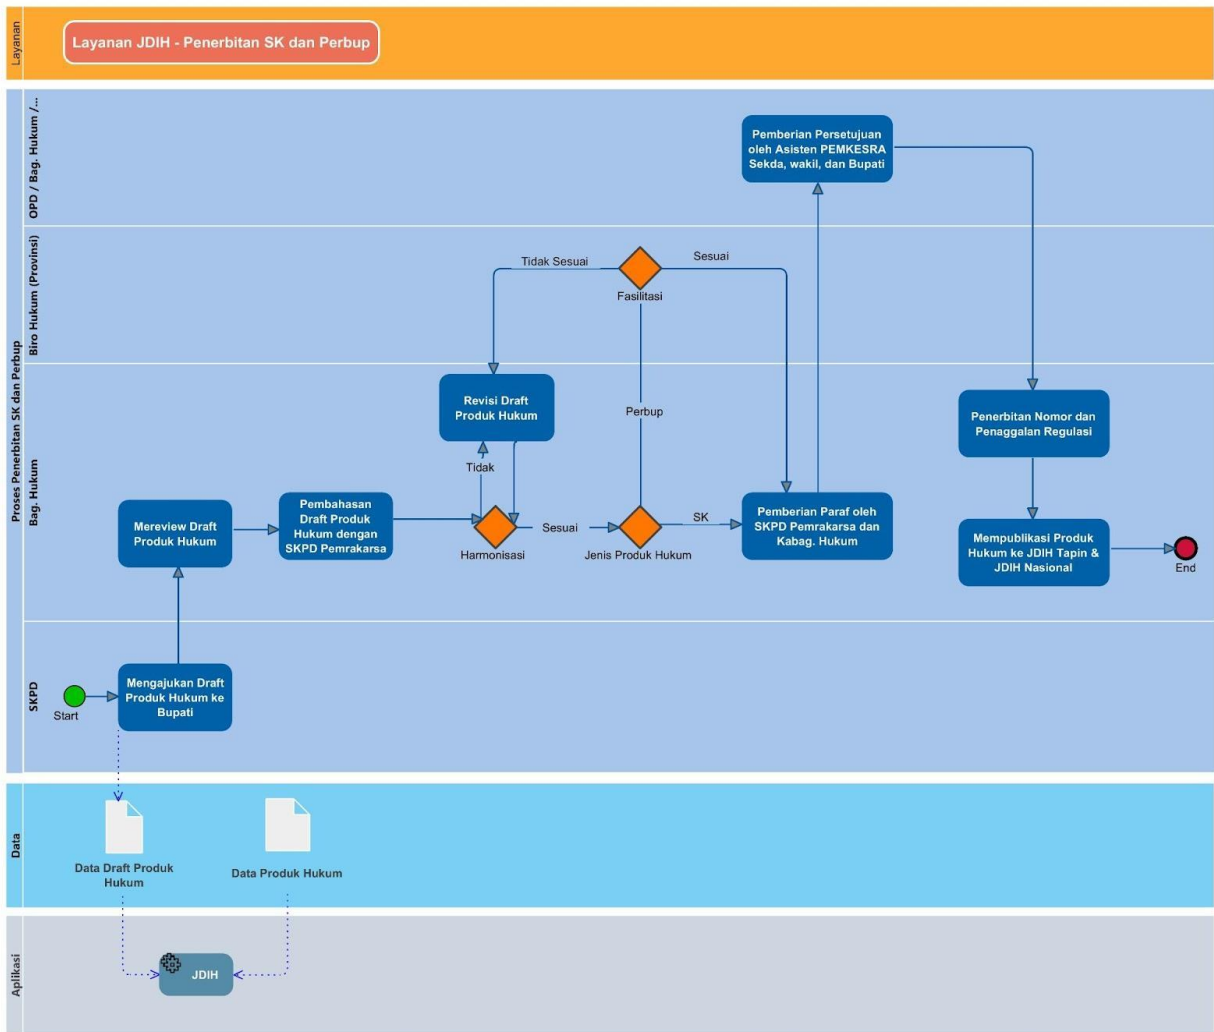 Layanan
Layanan JDIH - Penerbitan SK dan Perbup
Proses Penerbitan SK dan Perbup
OPD / Bag. Hukum /...
Pemberian Persetujuan
oleh Asisten PEMKESRA
Sekda, wakil, dan Bupati
Biro Hukum (Provinsi)
Tidak Sesuai
Sesuai
Fasilitasi
Bag. Hukum
Revisi Draft
Produk Hukum
Perbup
Penerbitan Nomor dan
Penaggalan Regulasi
Tidak
Mereview Draft
Produk Hukum
Pembahasan
Draft Produk
Hukum dengan
SKPD Pemrakarsa
Harmonisasi
Sesuai
Jenis Produk Hukum
SK
Pemberian Paraf oleh
SKPD Pemrakarsa dan
Kabag. Hukum
Mempublikasi Produk
Hukum ke JDIH Tapin &
JDIH Nasional
End
SKPD
Start
Mengajukan Draft
Produk Hukum ke
Bupati
Data
Data Draft Produk
Hukum
Data Produk Hukum
Aplikasi
JDIH